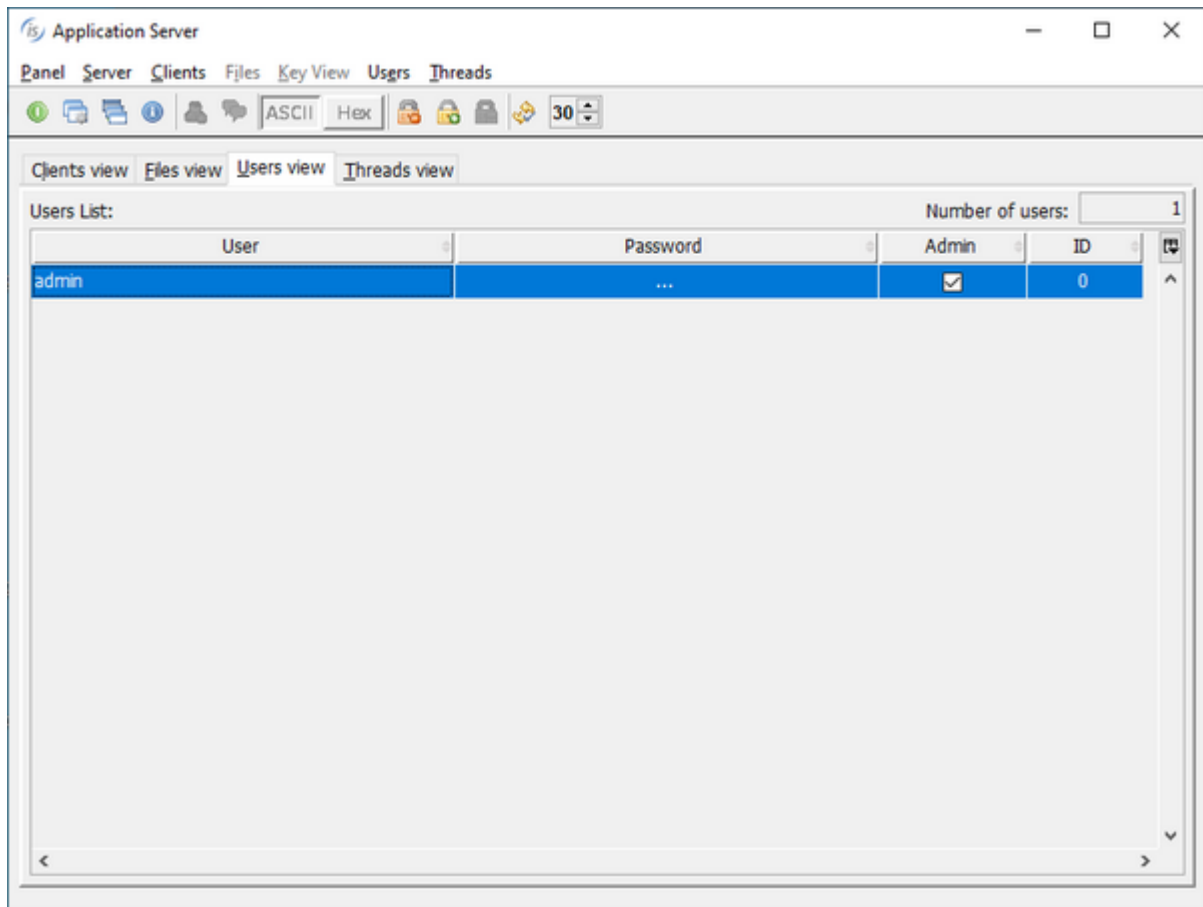 is Application Server
Panel Server Clients Files Key View Users Threads
ASCII Hex 30
Clients view Files view Users view Threads view
Users List: Number of users: 1
User Password Admin ID
admin ... 0